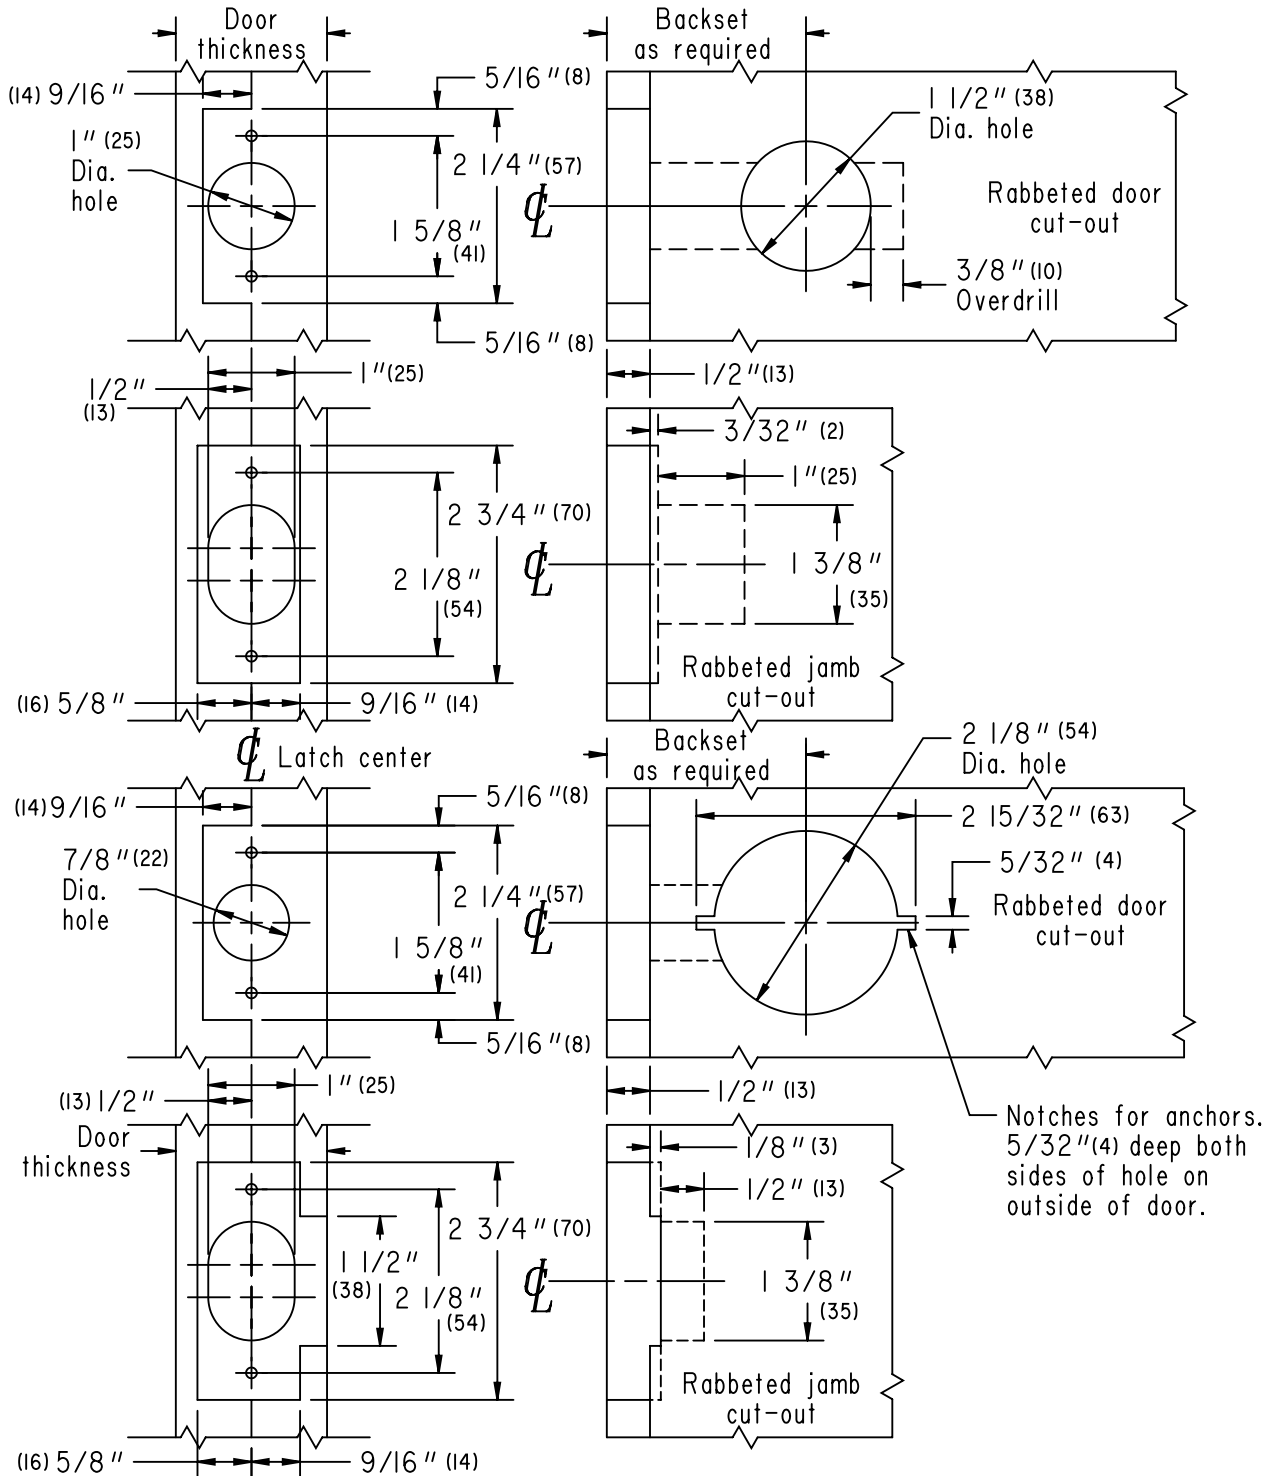 Door
thickness
Backset
as required
(14) 9/16"
5/16" (8)
1" (25)
Dia.
hole
2 1/4" (57)
1 5/8"
(41)
5/16" (8)
℄
1 1/2" (38)
Dia. hole
Rabbeted door
cut-out
3/8" (10)
Overdrill
1/2" (13)
1/2"
(13)
1" (25)
2 3/4" (70)
2 1/8"
(54)
(16) 5/8"
9/16" (14)
℄
3/32" (2)
1" (25)
1 3/8"
(35)
Rabbeted jamb
cut-out
℄ Latch center
Backset
as required
(14) 9/16"
5/16" (8)
7/8" (22)
Dia.
hole
2 1/4" (57)
1 5/8"
(41)
5/16" (8)
℄
2 1/8" (54)
Dia. hole
2 15/32" (63)
5/32" (4)
Rabbeted door
cut-out
1/2" (13)
Notches for anchors.
5/32" (4) deep both
sides of hole on
outside of door.
(13) 1/2"
1" (25)
Door
thickness
2 3/4" (70)
1 1/2"
(38)
2 1/8"
(54)
(16) 5/8"
9/16" (14)
℄
1/8" (3)
1/2" (13)
1 3/8"
(35)
Rabbeted jamb
cut-out